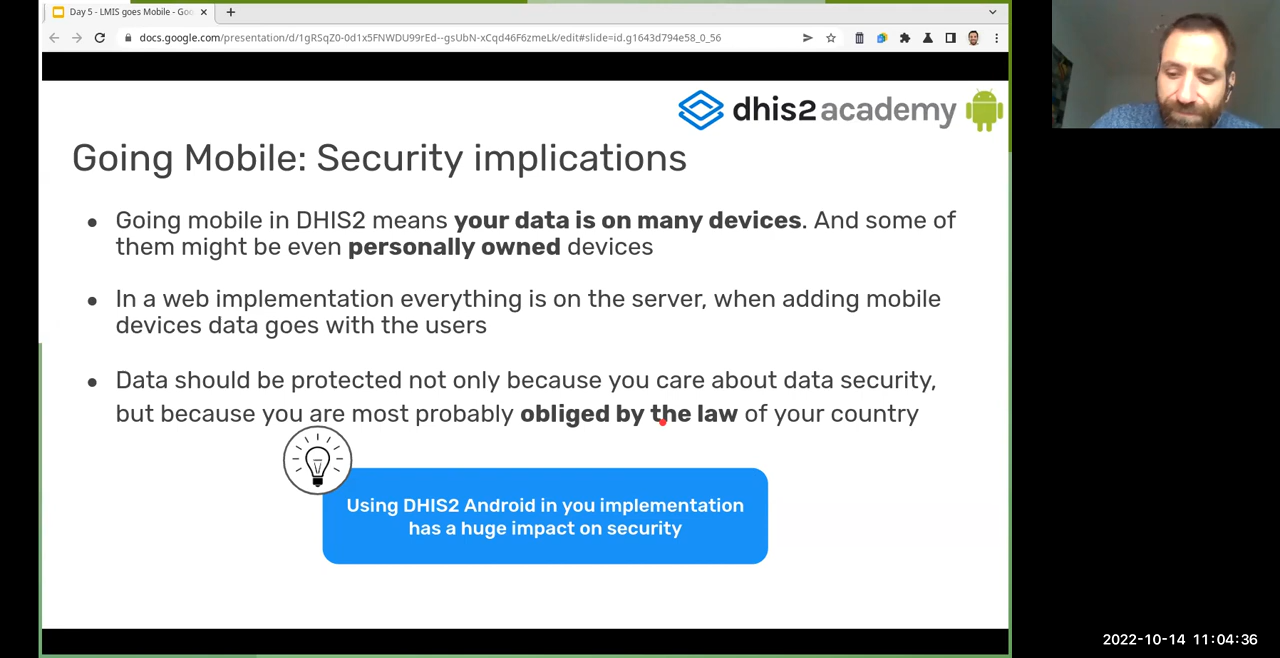 Day 5 - LMIS goes Mobile - Goo
docs.google.com/presentation/d/1gRSqZ0-0d1x5FNWDU99rEd--gsUbN-xCqd46F6zmeLk/edit#slide=id.g1643d794e58_0_56
dhis2 academy
Going Mobile: Security implications
● Going mobile in DHIS2 means your data is on many devices. And some of
them might be even personally owned devices
● In a web implementation everything is on the server, when adding mobile
devices data goes with the users
● Data should be protected not only because you care about data security,
but because you are most probably obliged by the law of your country
Using DHIS2 Android in you implementation
has a huge impact on security
2022-10-14 11:04:36